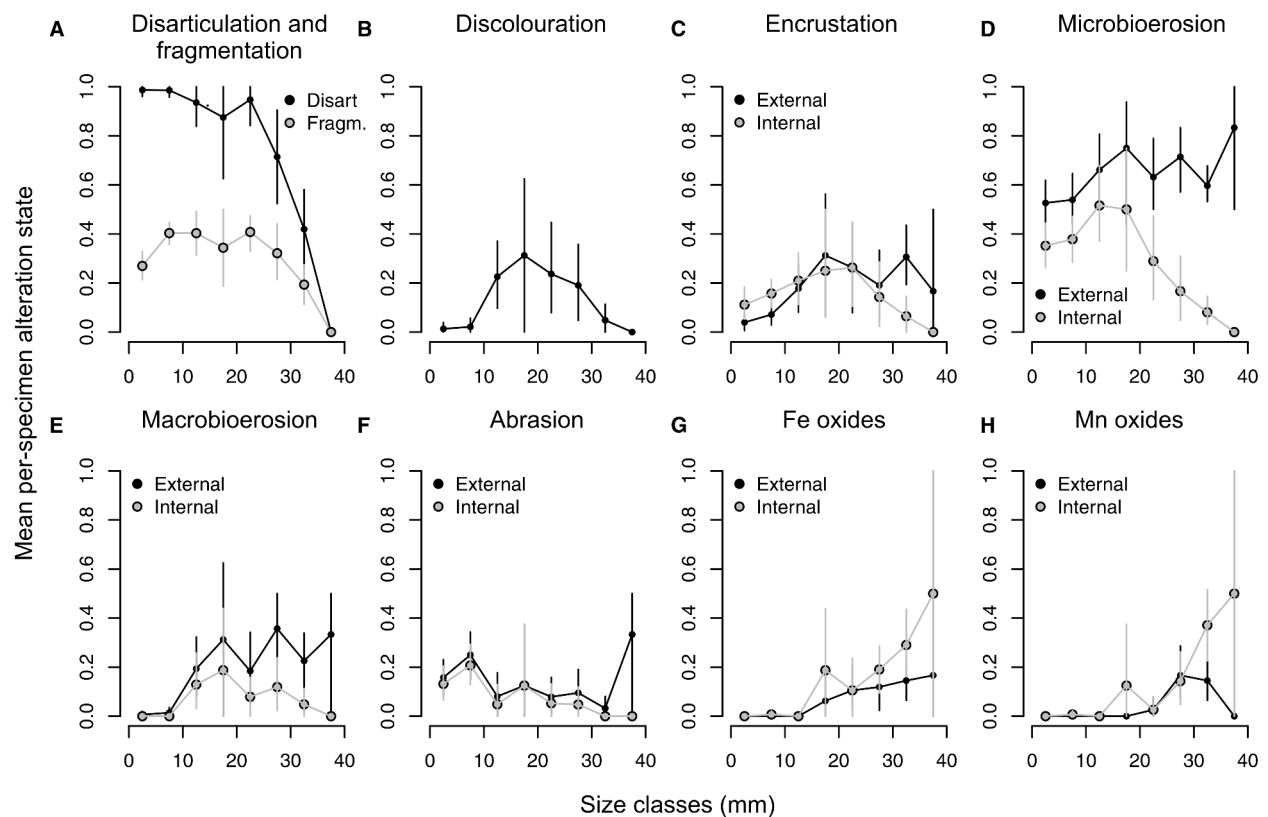 A Disarticulation and fragmentation
B Discolouration
C Encrustation
D Microbioerosion
0.0 0.2 0.4 0.6 0.8 1.0
Disart
Fragm.
0 10 20 30 40
0.0 0.2 0.4 0.6 0.8 1.0
0 10 20 30 40
0.0 0.2 0.4 0.6 0.8 1.0
External
Internal
0 10 20 30 40
0.0 0.2 0.4 0.6 0.8 1.0
External
Internal
0 10 20 30 40
Mean per-specimen alteration state
E Macrobioerosion
F Abrasion
G Fe oxides
H Mn oxides
0.0 0.2 0.4 0.6 0.8 1.0
External
Internal
0 10 20 30 40
0.0 0.2 0.4 0.6 0.8 1.0
External
Internal
0 10 20 30 40
0.0 0.2 0.4 0.6 0.8 1.0
External
Internal
0 10 20 30 40
0.0 0.2 0.4 0.6 0.8 1.0
External
Internal
0 10 20 30 40
Size classes (mm)